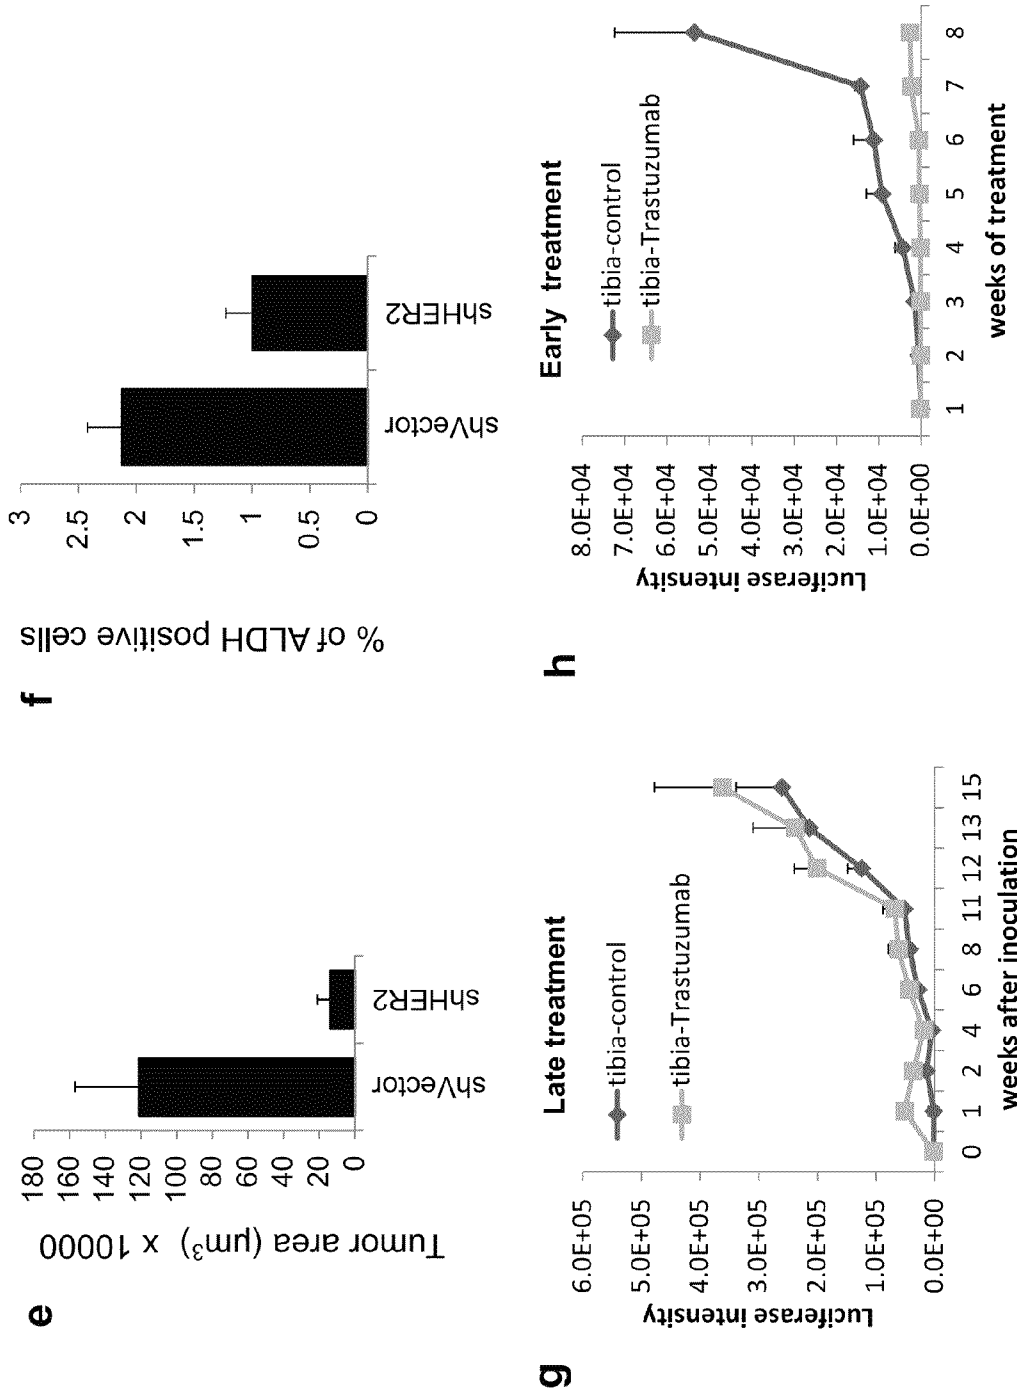 e
Tumor area (µm³) x 10000
180
160
140
120
100
80
60
40
20
0
shVector
shHER2
f
% of ALDH positive cells
3
2.5
2
1.5
1
0.5
0
shVector
shHER2
g
Late treatment
tibia-control
tibia-Trastuzumab
Luciferase intensity
6.0E+05
5.0E+05
4.0E+05
3.0E+05
2.0E+05
1.0E+05
0.0E+00
0 1 2 4 6 8 11 12 13 15
weeks after inoculation
h
Early treatment
tibia-control
tibia-Trastuzumab
Luciferase intensity
8.0E+04
7.0E+04
6.0E+04
5.0E+04
4.0E+04
3.0E+04
2.0E+04
1.0E+04
0.0E+00
1 2 3 4 5 6 7 8
weeks of treatment